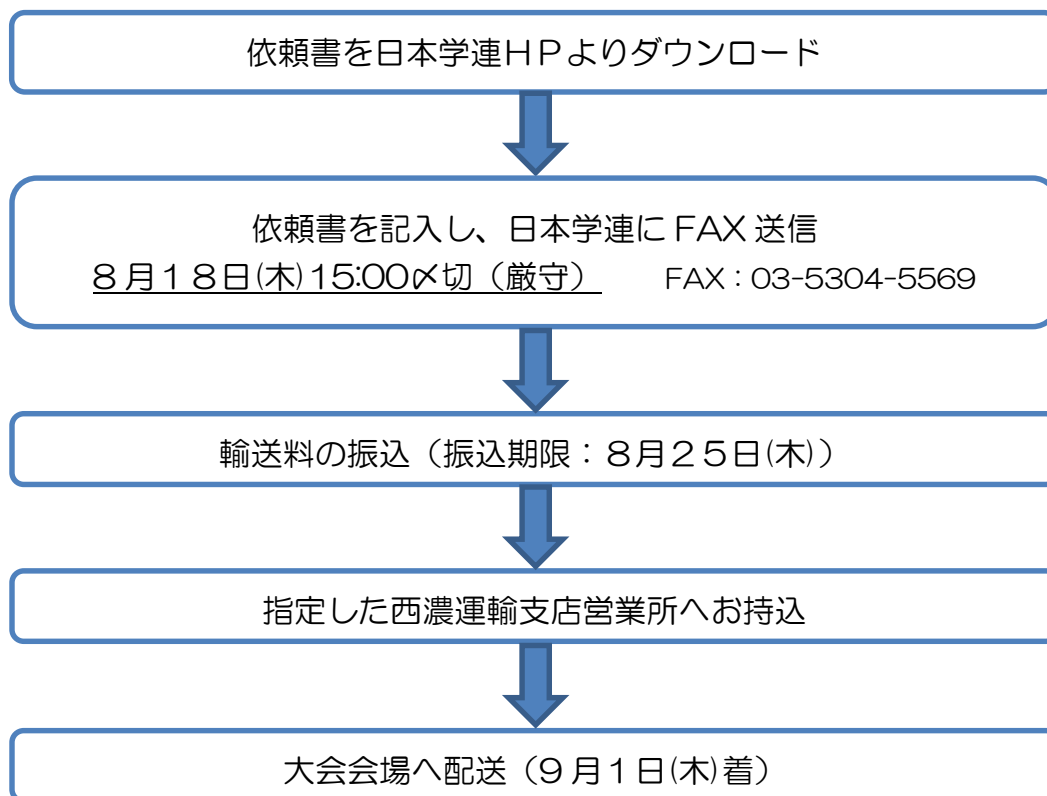 依頼書を日本学連ＨＰよりダウンロード
依頼書を記入し、日本学連に FAX 送信
８月１８日(木)15:00〆切（厳守）　　FAX：03-5304-5569
輸送料の振込（振込期限：８月２５日(木)）
指定した西濃運輸支店営業所へお持込
大会会場へ配送（９月１日(木)着）